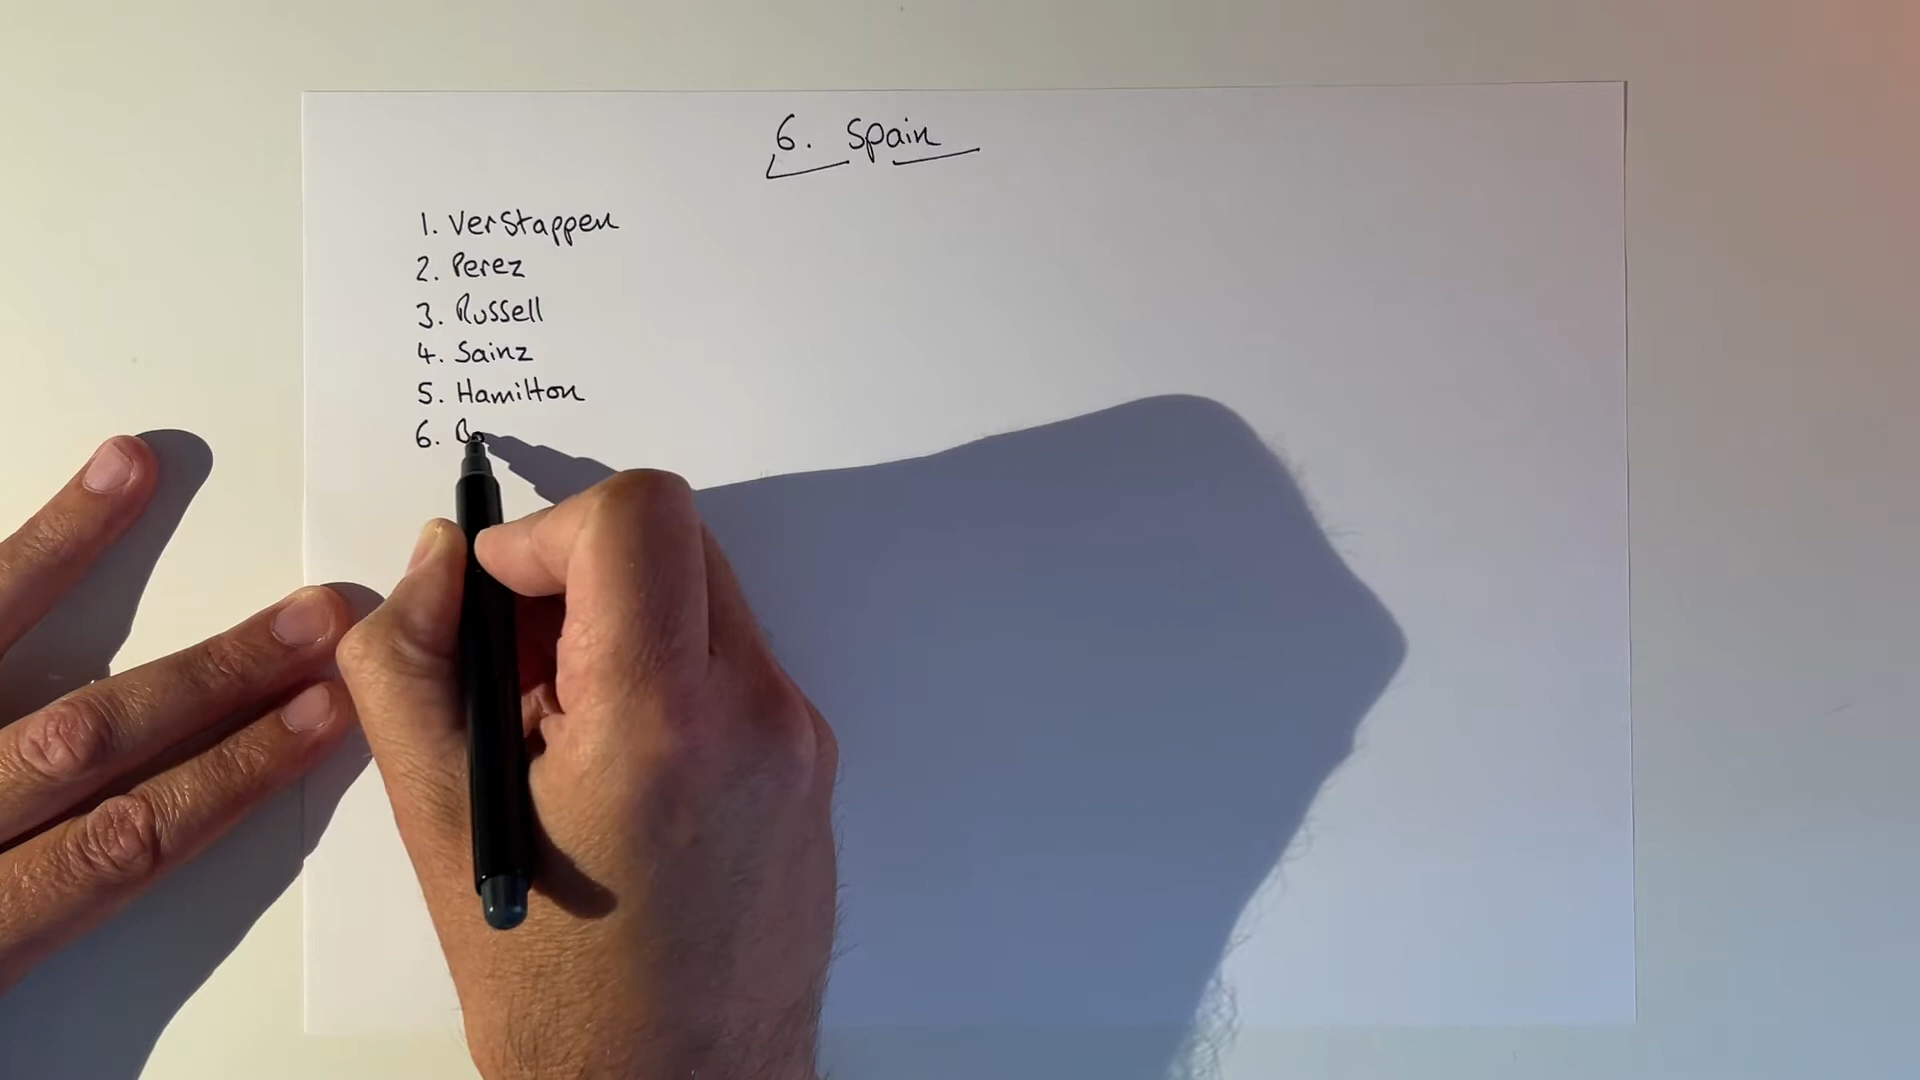 6. Spain
1. Verstappen
2. Perez
3. Russell
4. Sainz
5. Hamilton
6.